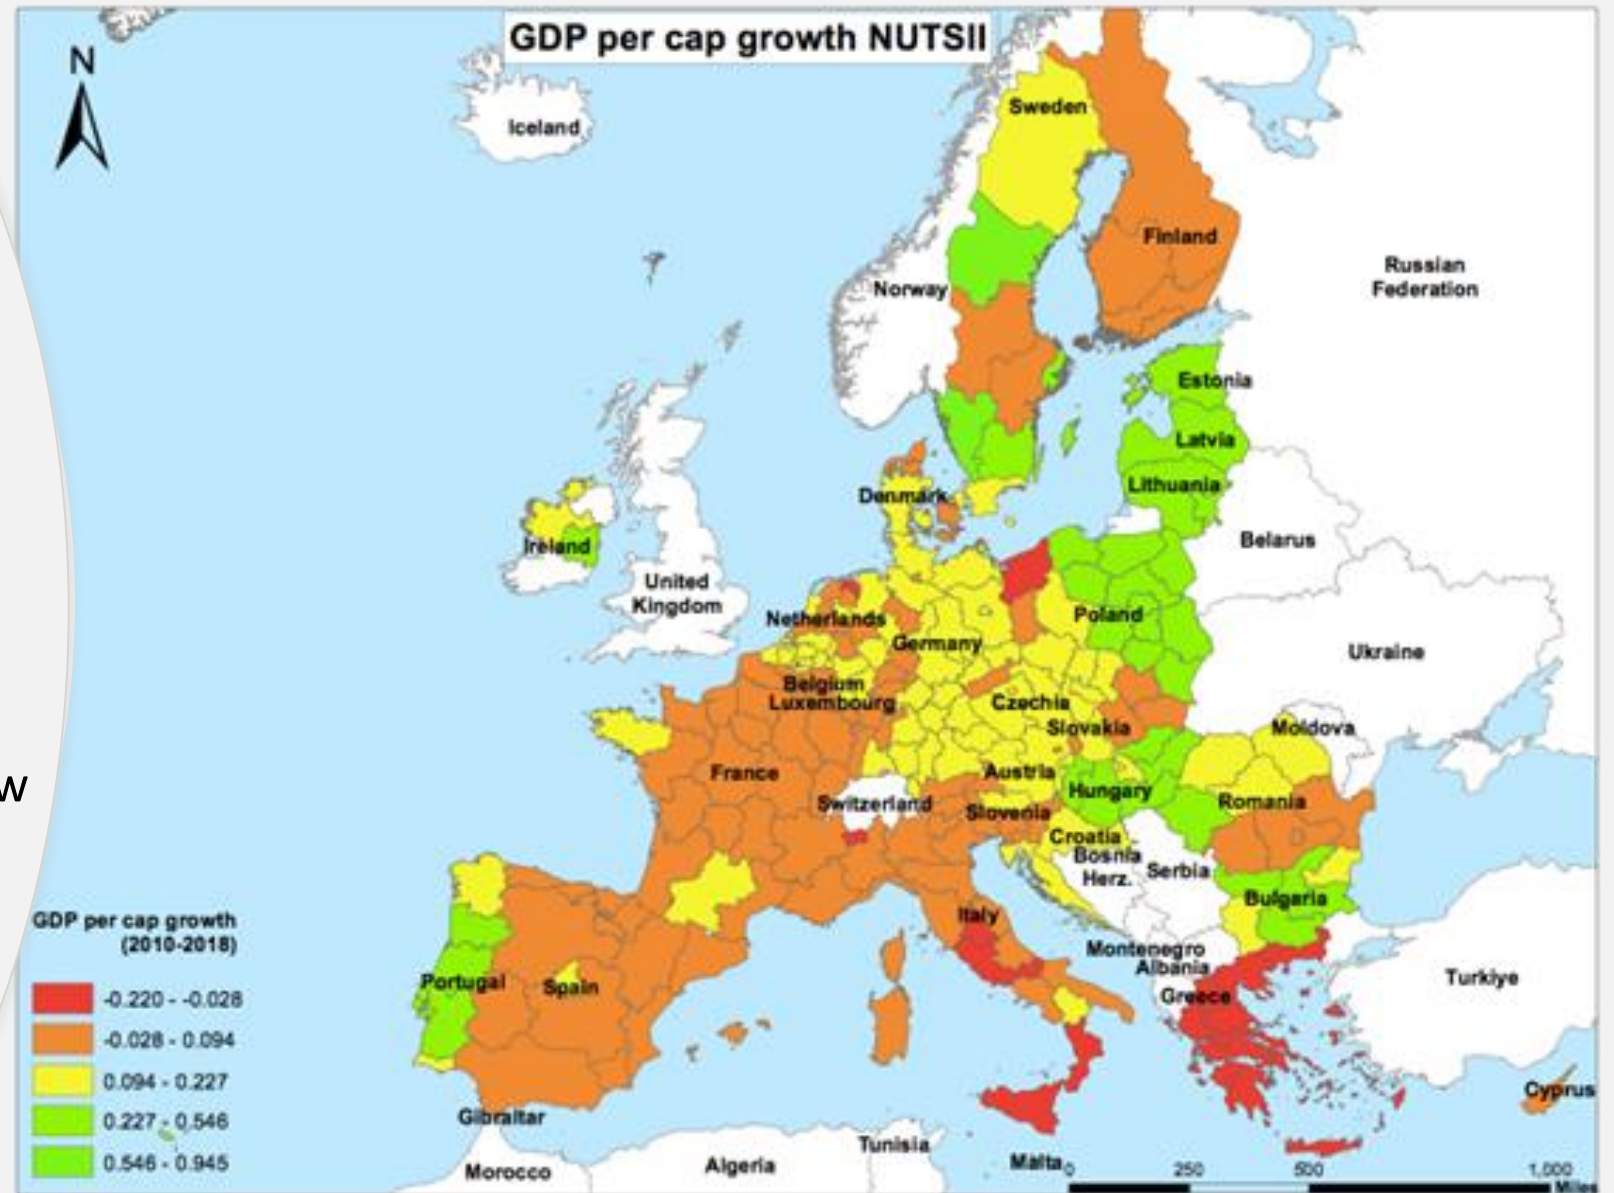 GDP per cap growth NUTSII
N
Iceland
Sweden
Finland
Norway
Russian
Federation
Estonia
Latvia
Lithuania
Denmark
Ireland
Belarus
United
Kingdom
Netherlands
Poland
Germany
Ukraine
Belgium
Luxembourg
Czechia
Slovakia
Moldova
w
France
Austria
Switzerland
Hungary
Slovenia
Romania
Croatia
Bosnia
Herz.
Serbia
Bulgaria
Italy
Montenegro
Albania
Portugal
Spain
Greece
Turkiye
Cyprus
Gibraltar
Morocco
Algeria
Tunisia
Malta
GDP per cap growth
(2010-2018)
-0.220 - -0.028
-0.028 - 0.094
0.094 - 0.227
0.227 - 0.546
0.546 - 0.945
0 250 500 1,000
Miles